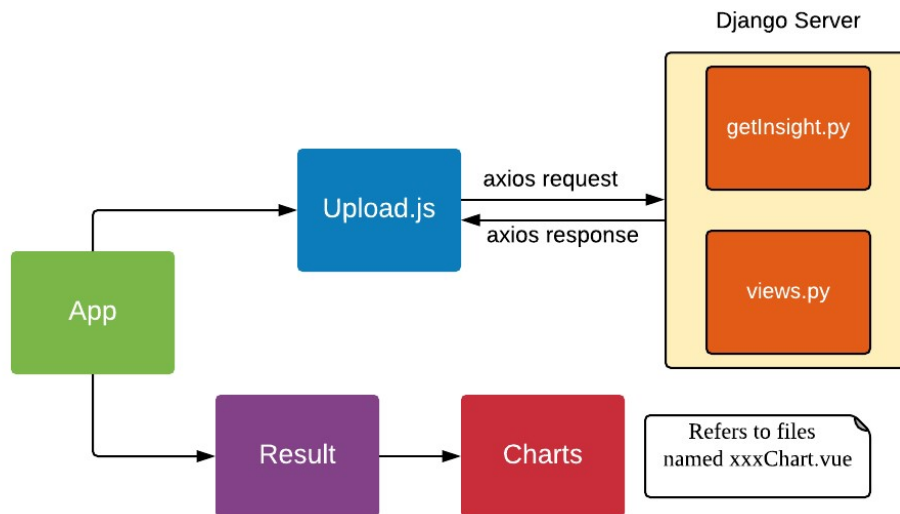 Django Server
getInsight.py
axios request
Upload.js
axios response
views.py
App
Result
Charts
Refers to files
named xxxChart.vue